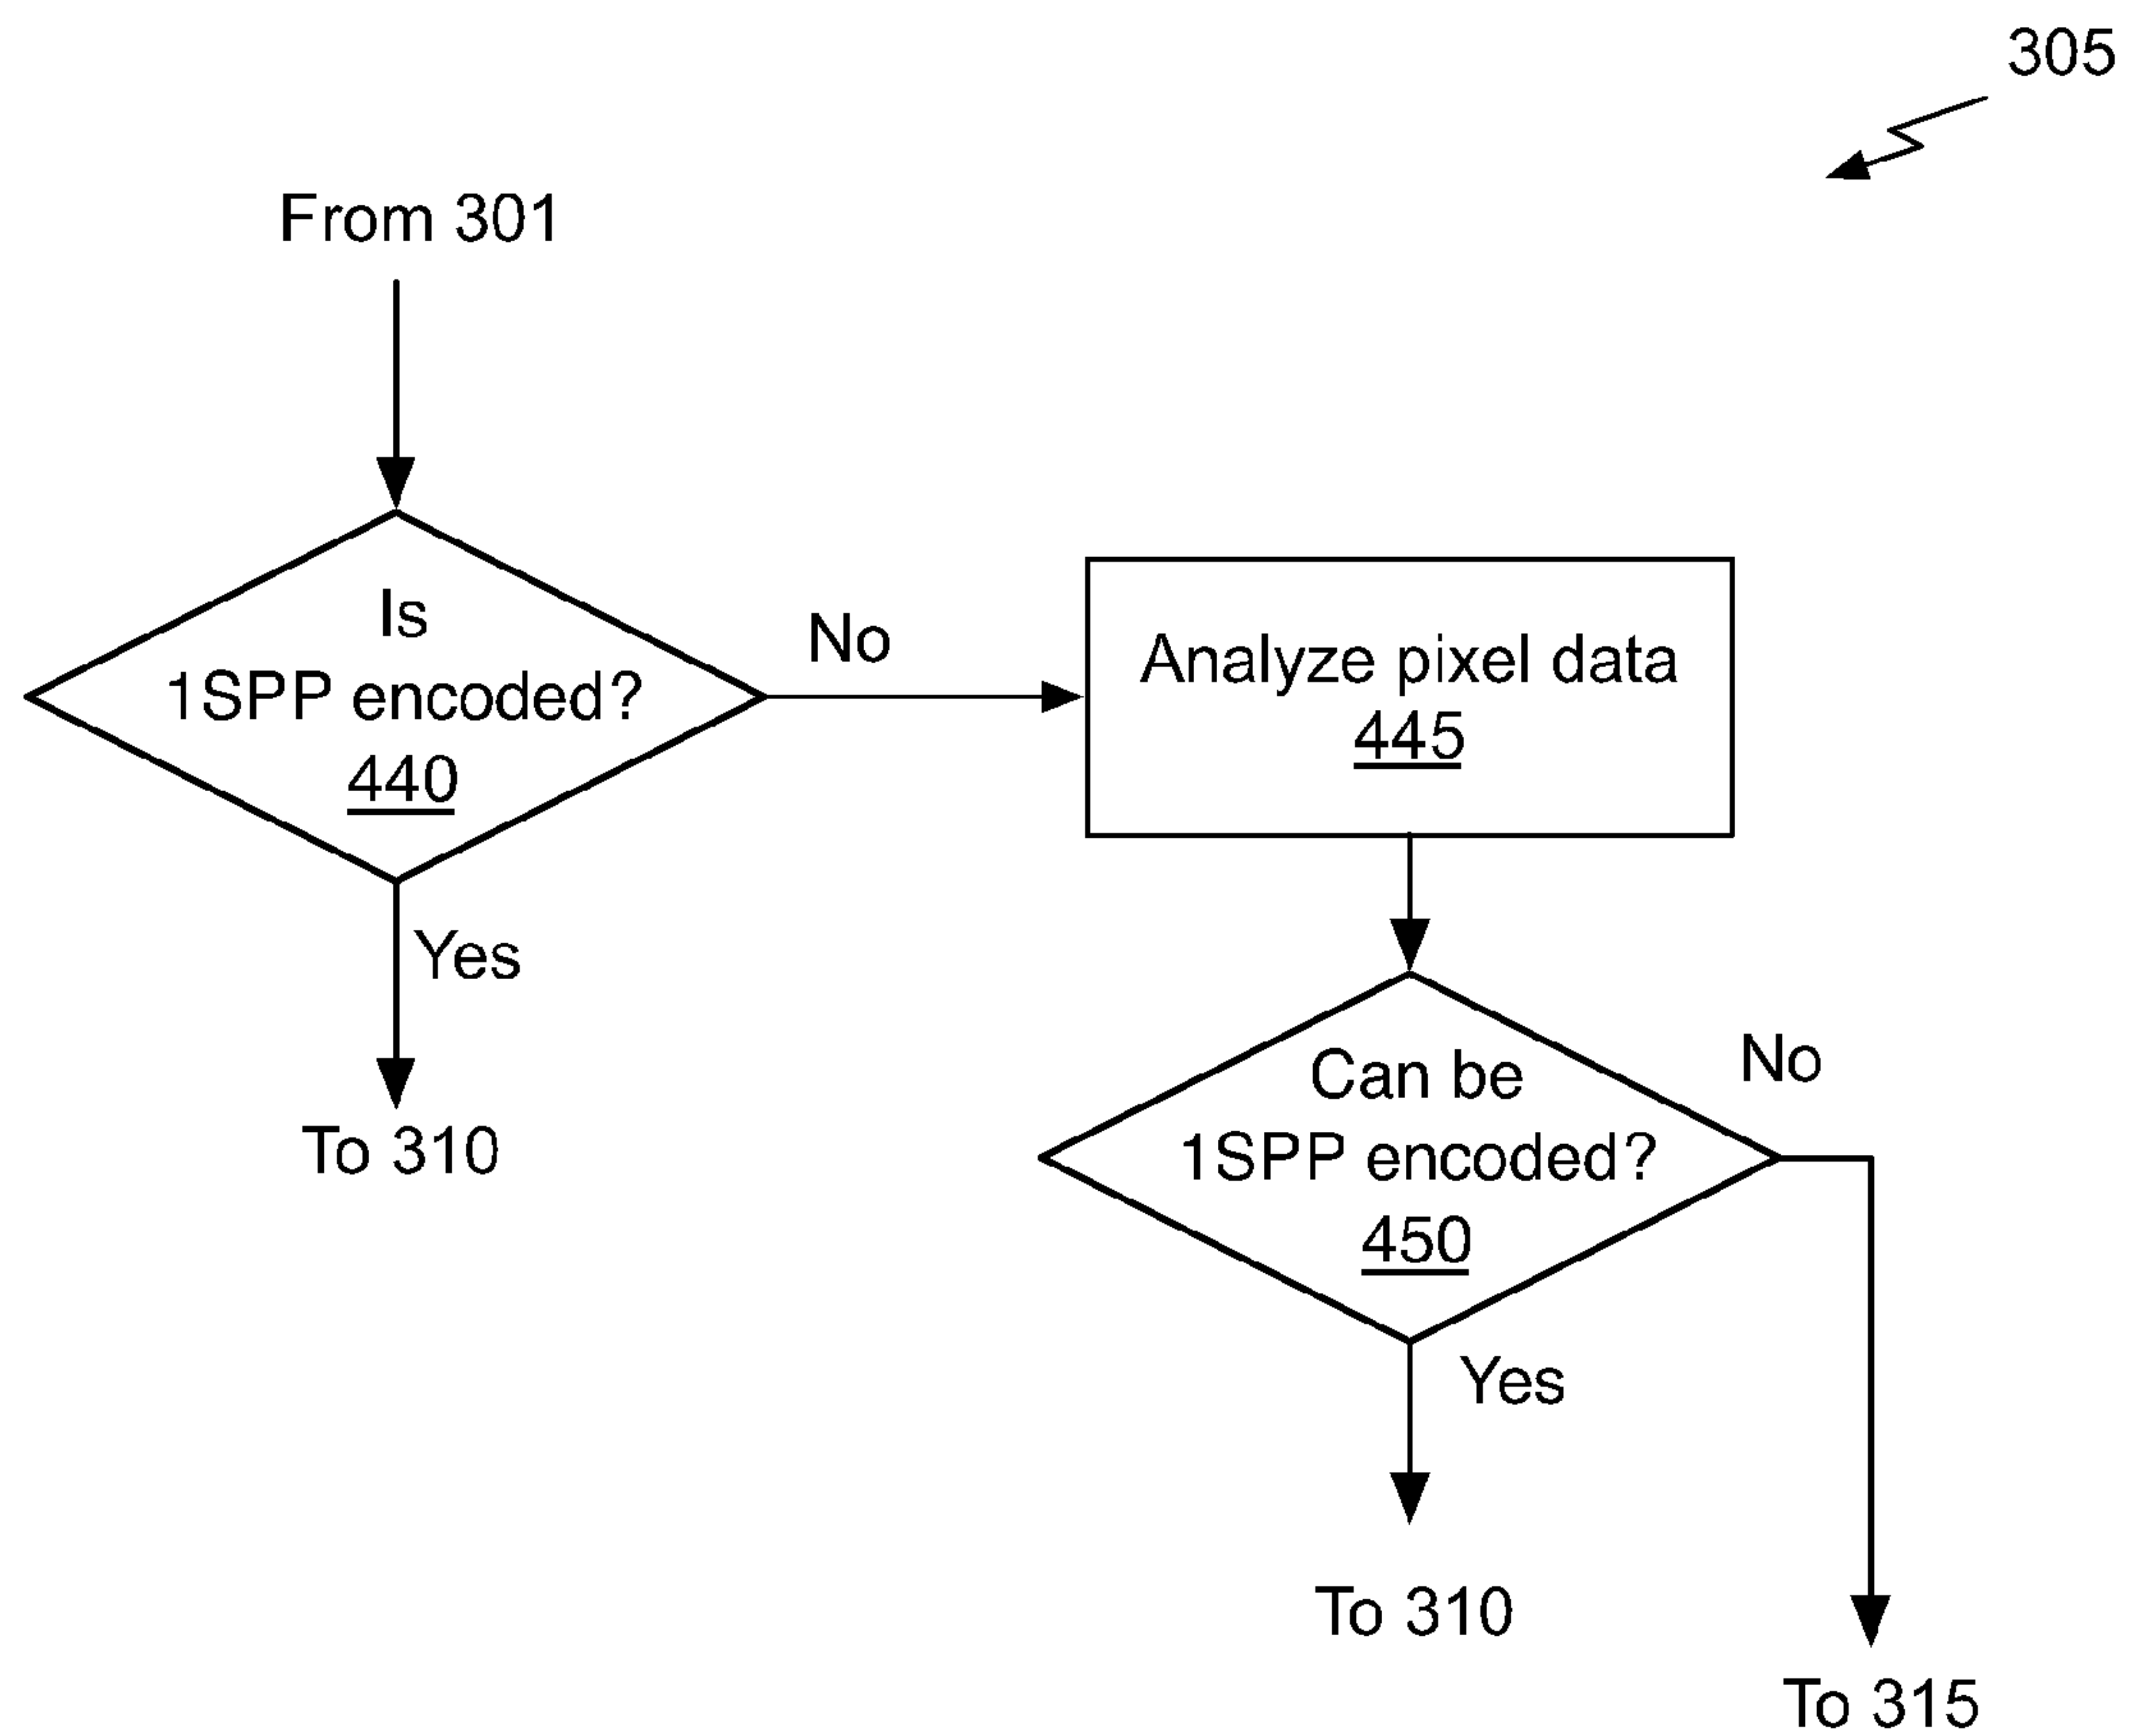 305
From 301
Is
1SPP encoded?
440
No
Analyze pixel data
445
Yes
To 310
Can be
1SPP encoded?
450
No
Yes
To 310
To 315